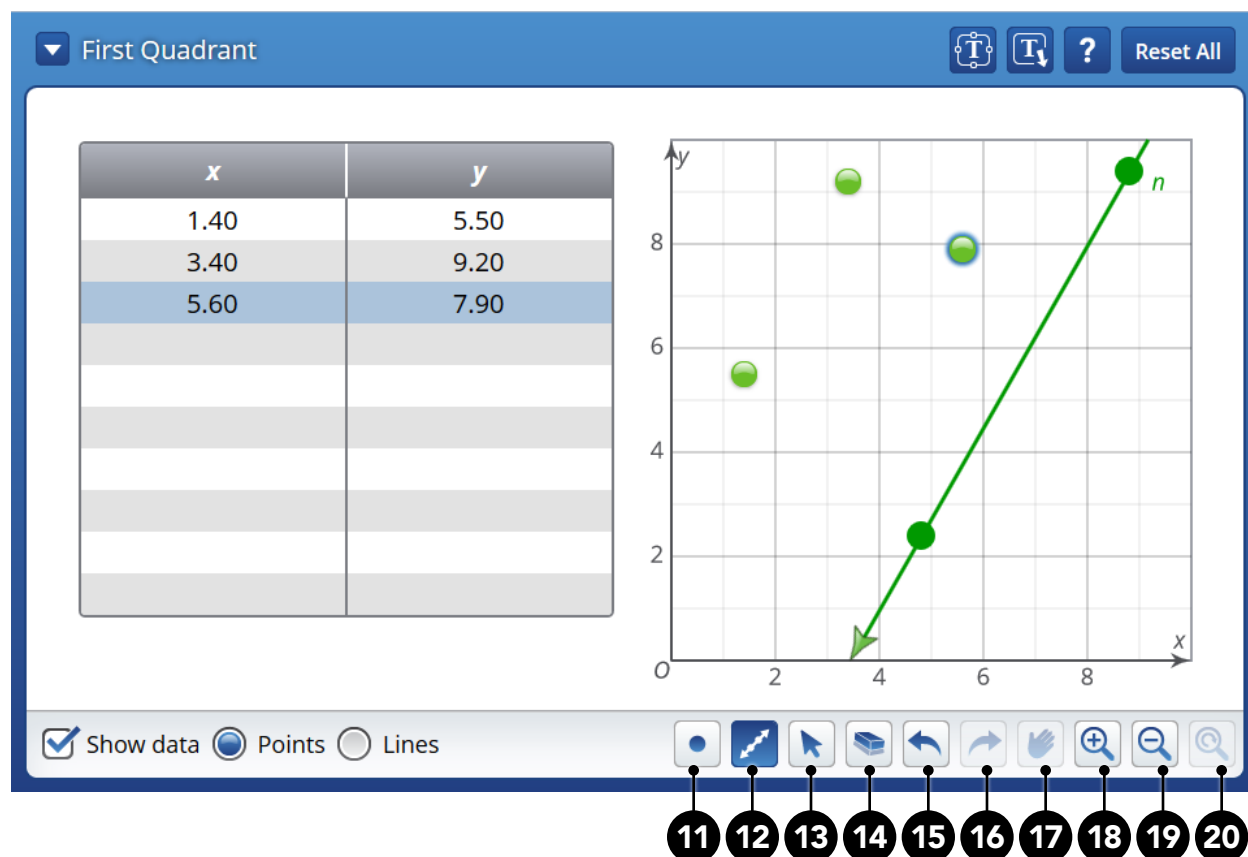 First Quadrant
T
T
?
Reset All
x y
1.40 5.50
3.40 9.20
5.60 7.90
y
n
8
6
4
2
x
O
2 4 6 8
Show data Points Lines
11 12 13 14 15 16 17 18 19 20